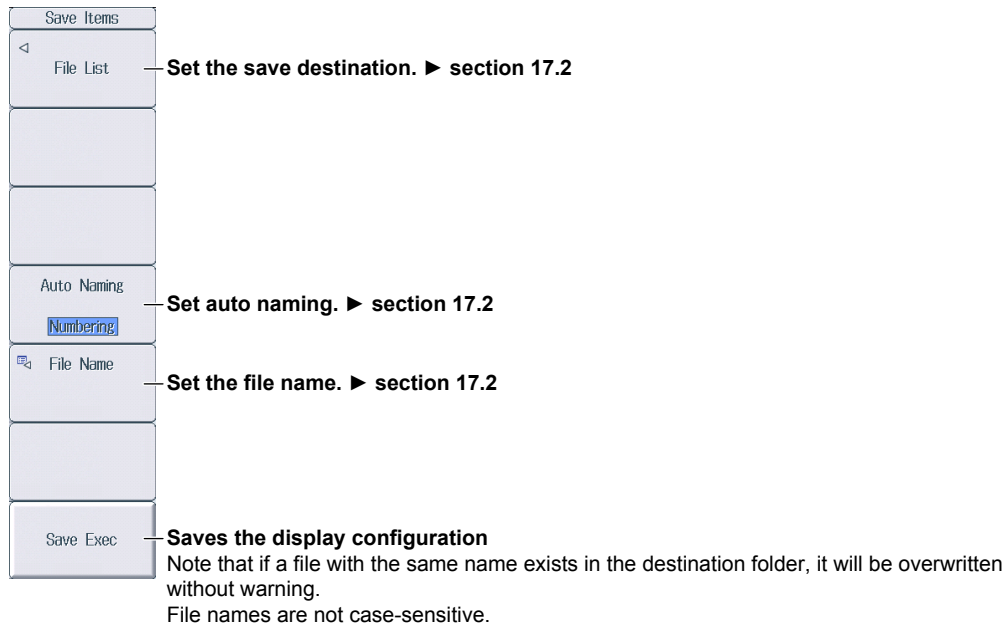 Save Items
File List
Set the save destination. ► section 17.2
Auto Naming
Set auto naming. ► section 17.2
Numbering
File Name
Set the file name. ► section 17.2
Save Exec
Saves the display configuration
Note that if a file with the same name exists in the destination folder, it will be overwritten
without warning.
File names are not case-sensitive.